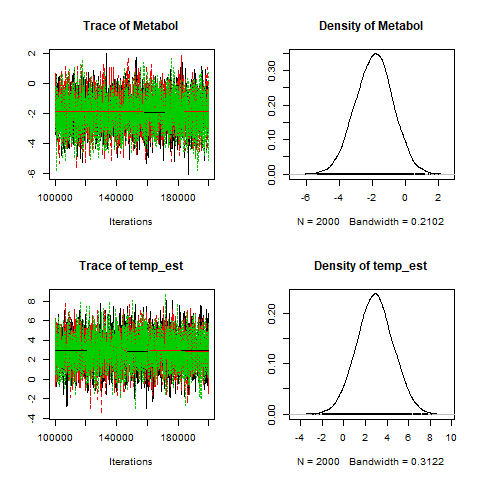 Trace of Metabol
2
0
-2
-4
-6
100000 140000 180000
Iterations
Density of Metabol
0.30
0.20
0.10
0.00
-6 -4 -2 0 2
N = 2000 Bandwidth = 0.2102
Trace of temp_est
8
6
4
2
0
-2
-4
100000 140000 180000
Iterations
Density of temp_est
0.20
0.10
0.00
-4 -2 0 2 4 6 8 10
N = 2000 Bandwidth = 0.3122